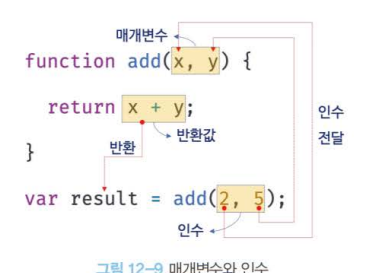 매개변수
function add(x, y) {
return x + y;
인수
전달
반환값
반환
}
var result = add(2, 5);
인수
그림 12-9 매개변수와 인수